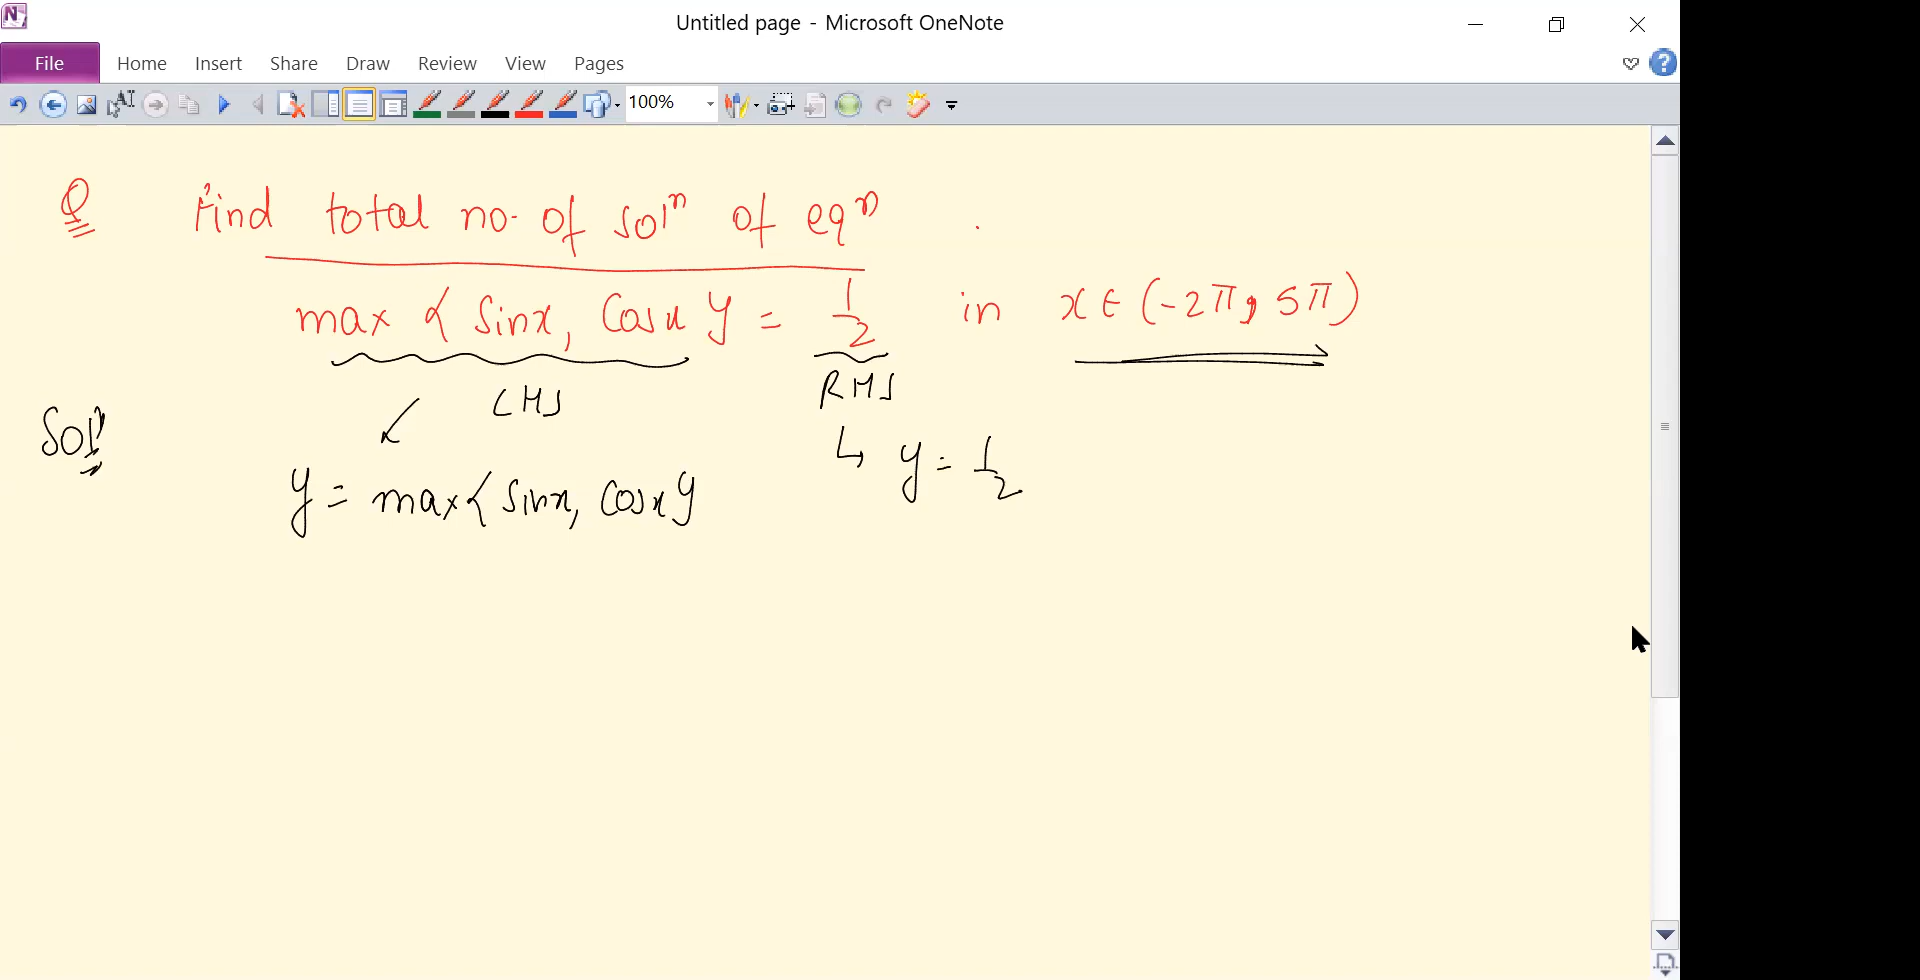 Untitled page - Microsoft OneNote
File Home Insert Share Draw Review View Pages
100%
Q Find total no. of solⁿ of eqⁿ
max { sinx, cosx } = 1/2 in x ∈ (-2π, 5π)
LHS RHS
Solⁿ
y = 1/2
y = max { sinx, cosx }